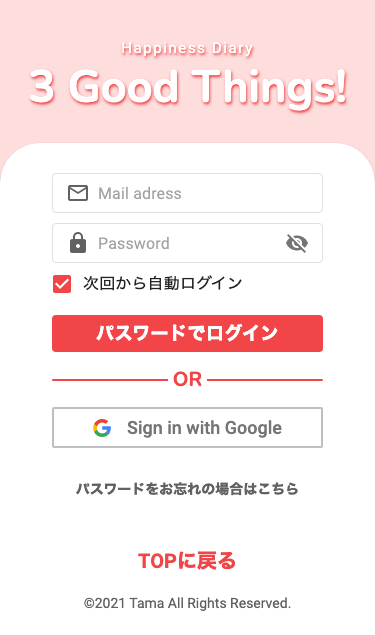 Happiness Diary
3 Good Things!
Mail adress
Password
次回から自動ログイン
パスワードでログイン
OR
Sign in with Google
パスワードをお忘れの場合はこちら
TOPに戻る
©2021 Tama All Rights Reserved.